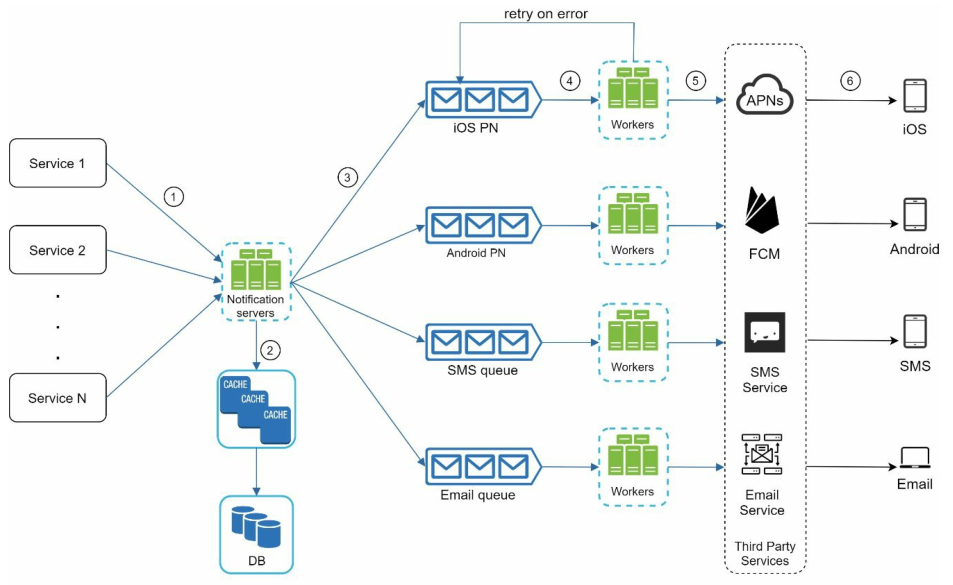 retry on error
4
5
6
APNs
iOS PN
Workers
iOS
Service 1
1
3
Service 2
Android PN
Workers
FCM
Android
Notification
servers
2
SMS queue
Workers
SMS
Service
SMS
CACHE
CACHE
CACHE
Service N
Email queue
Workers
Email
Service
Email
DB
Third Party
Services